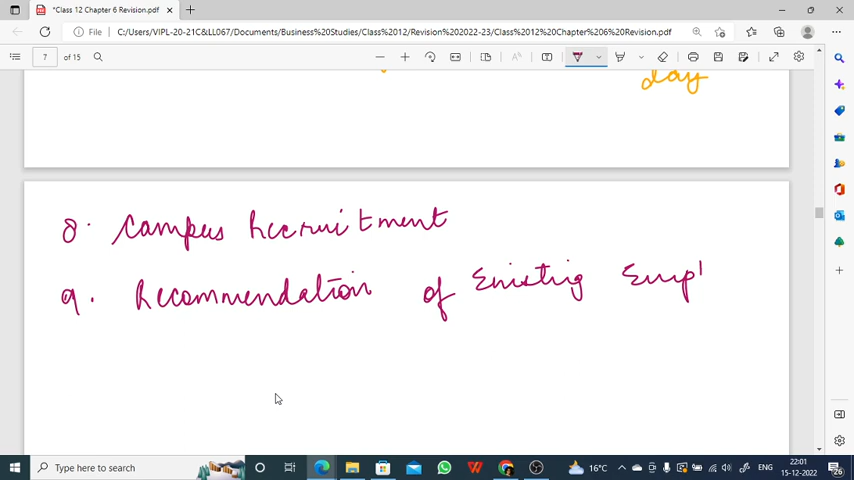 *Class 12 Chapter 6 Revision.pdf
File
C:/Users/VIPL-20-21C&LL067/Documents/Business%20Studies/Class%2012/Revision%202022-23/Class%2012%20Chapter%206%20Revision.pdf
7 of 15
day
8. Campus Recruitment
9. Recommendation of Existing Empl
Type here to search
16°C
ENG
22:01
15-12-2022
26